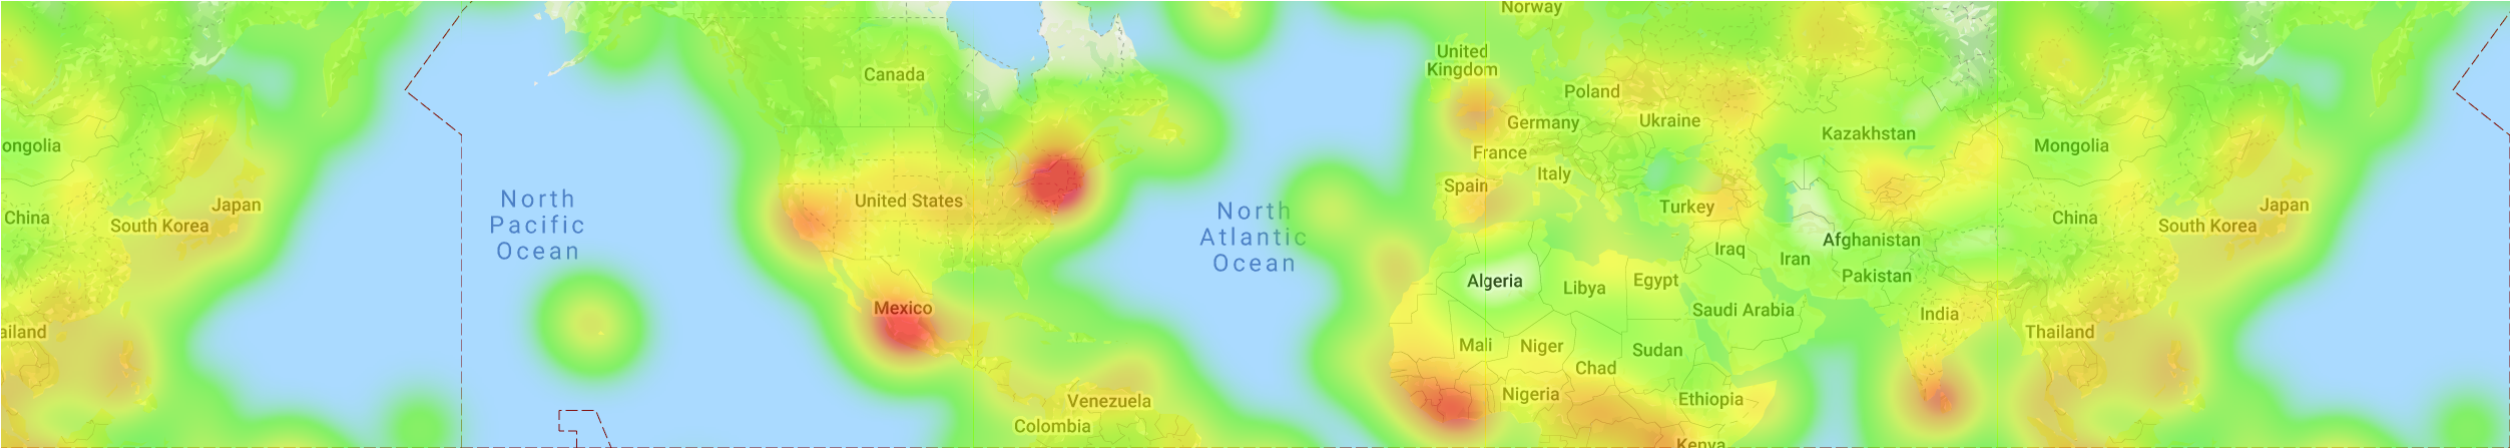 Norway
United
Kingdom
Canada
Poland
Ukraine
Germany
Kazakhstan
ongolia
Mongolia
France
Italy
Spain
North
Pacific
Ocean
United States
Japan
South Korea
China
North
Atlantic
Ocean
Turkey
Japan
South Korea
China
Afghanistan
Iraq
Iran
Pakistan
Algeria
Libya
Egypt
Saudi Arabia
Mexico
India
ailand
Thailand
Mali
Niger
Sudan
Chad
Nigeria
Ethiopia
Venezuela
Colombia
Kenya